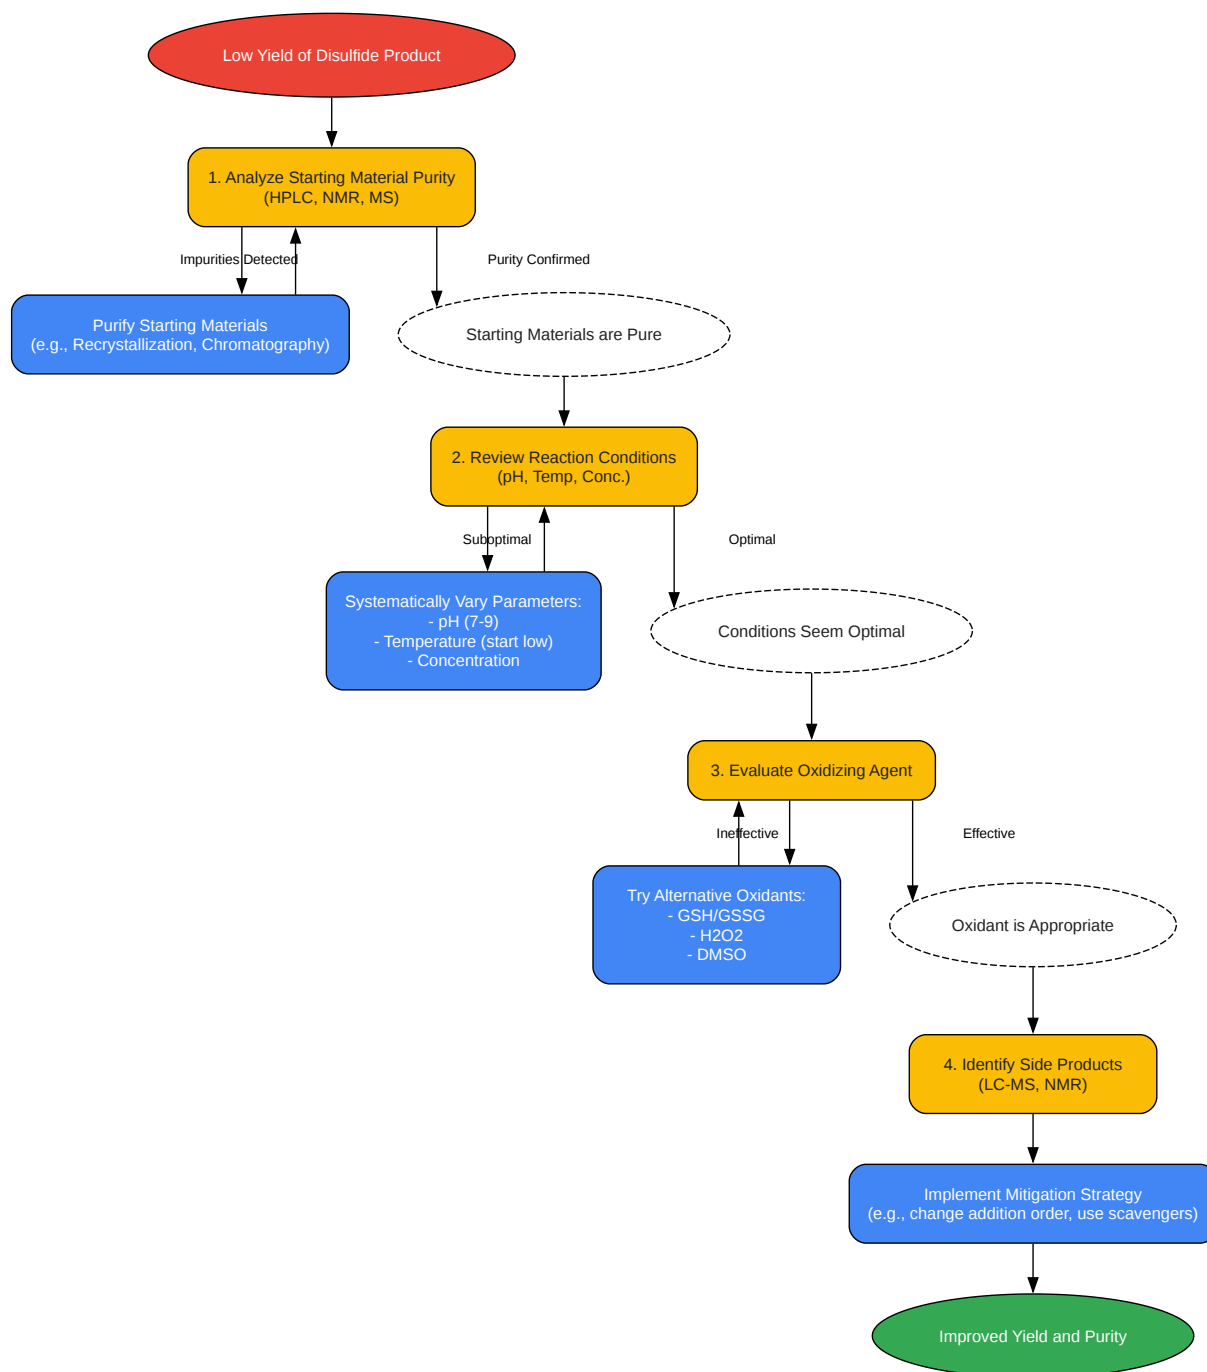 Low Yield of Disulfide Product
1. Analyze Starting Material Purity
(HPLC, NMR, MS)
Impurities Detected
Purity Confirmed
Purify Starting Materials
(e.g., Recrystallization, Chromatography)
Starting Materials are Pure
2. Review Reaction Conditions
(pH, Temp, Conc.)
Suboptimal
Optimal
Systematically Vary Parameters:
- pH (7-9)
- Temperature (start low)
- Concentration
Conditions Seem Optimal
3. Evaluate Oxidizing Agent
Ineffective
Effective
Try Alternative Oxidants:
- GSH/GSSG
- H2O2
- DMSO
Oxidant is Appropriate
4. Identify Side Products
(LC-MS, NMR)
Implement Mitigation Strategy
(e.g., change addition order, use scavengers)
Improved Yield and Purity